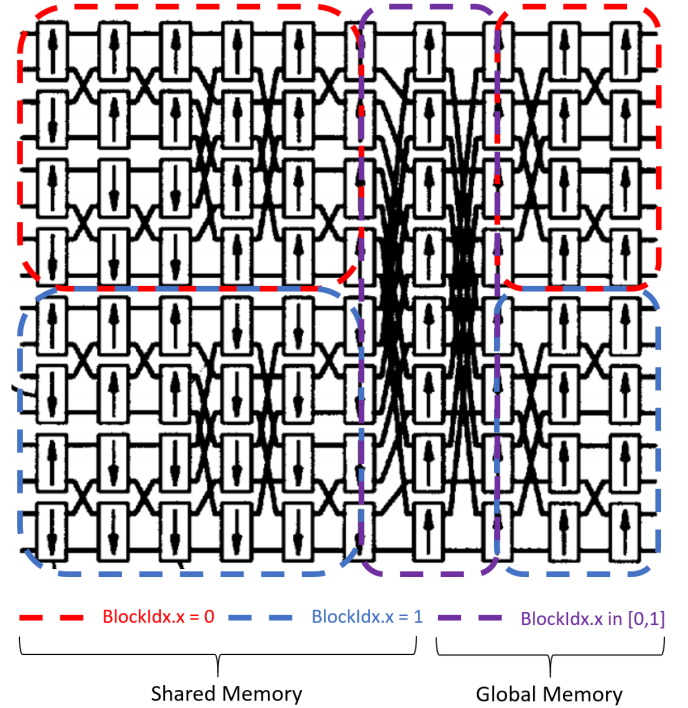 BlockIdx.x = 0 BlockIdx.x = 1 BlockIdx.x in [0,1]
Shared Memory Global Memory